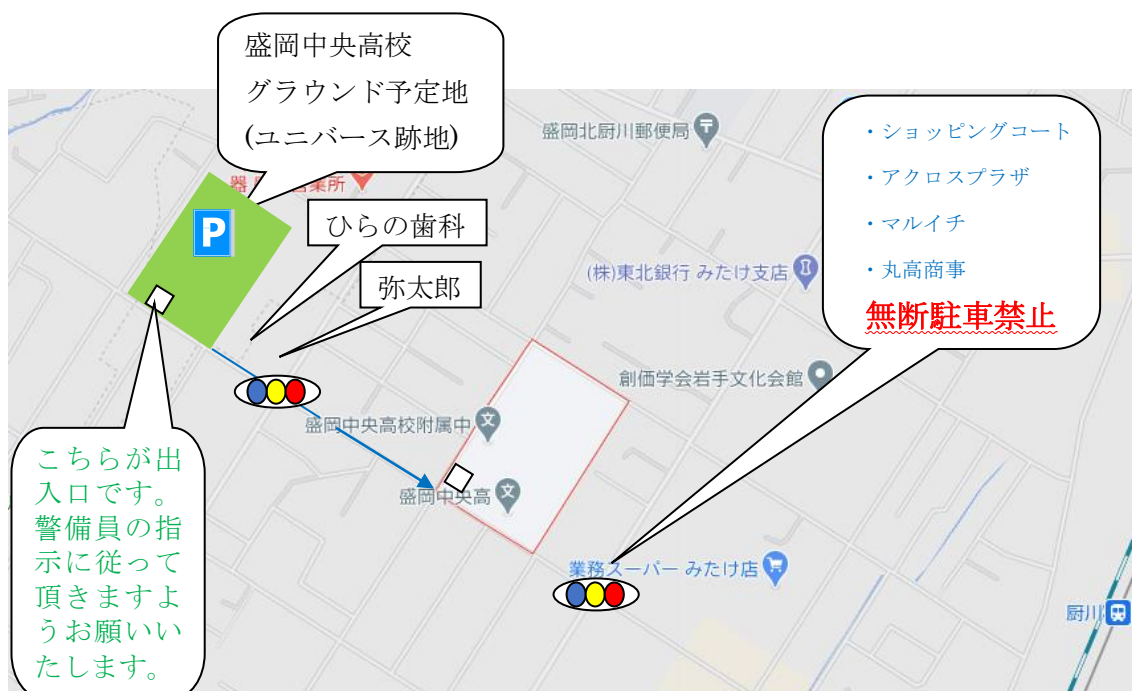 盛岡中央高校
グラウンド予定地
(ユニバース跡地)
盛岡北厨川郵便局
・ショッピングコート
・アクロスプラザ
・マルイチ
・丸高商事
無断駐車禁止
器
営業所
P
ひらの歯科
弥太郎
(株)東北銀行 みたけ支店
創価学会岩手文化会館
盛岡中央高校附属中
文
盛岡中央高
文
こちらが出
入口です。
警備員の指
示に従って
頂きますよ
うお願いい
たします。
業務スーパー みたけ店
厨川